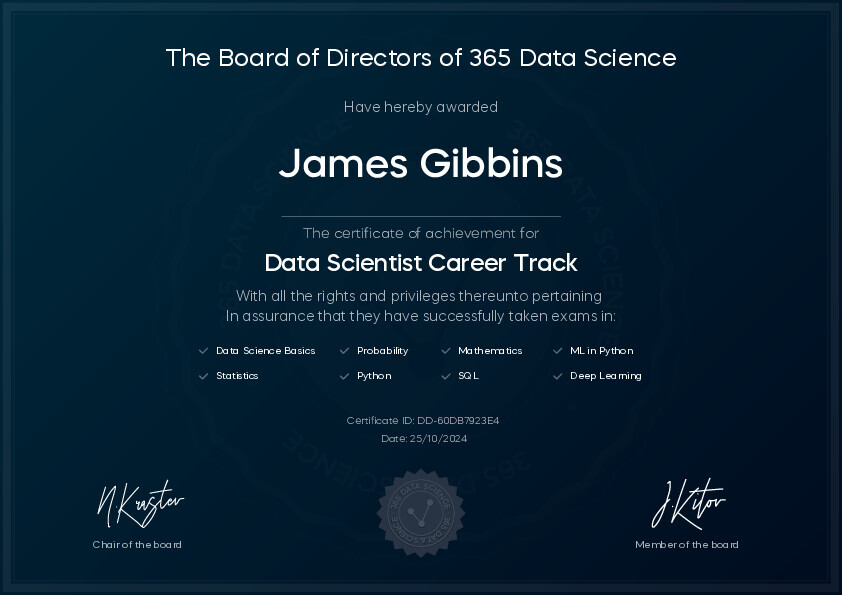 The Board of Directors of 365 Data Science
Have hereby awarded
James Gibbins
The certificate of achievement for
Data Scientist Career Track
With all the rights and privileges thereunto pertaining
In assurance that they have successfully taken exams in:
Data Science Basics Probability Mathematics ML in Python
Statistics Python SQL Deep Learning
Certificate ID: DD-60DB7923E4
Date: 25/10/2024
N.Krastev J.Kitov
365 DATA SCIENCE 365 DATA SCIENCE
Chair of the board Member of the board